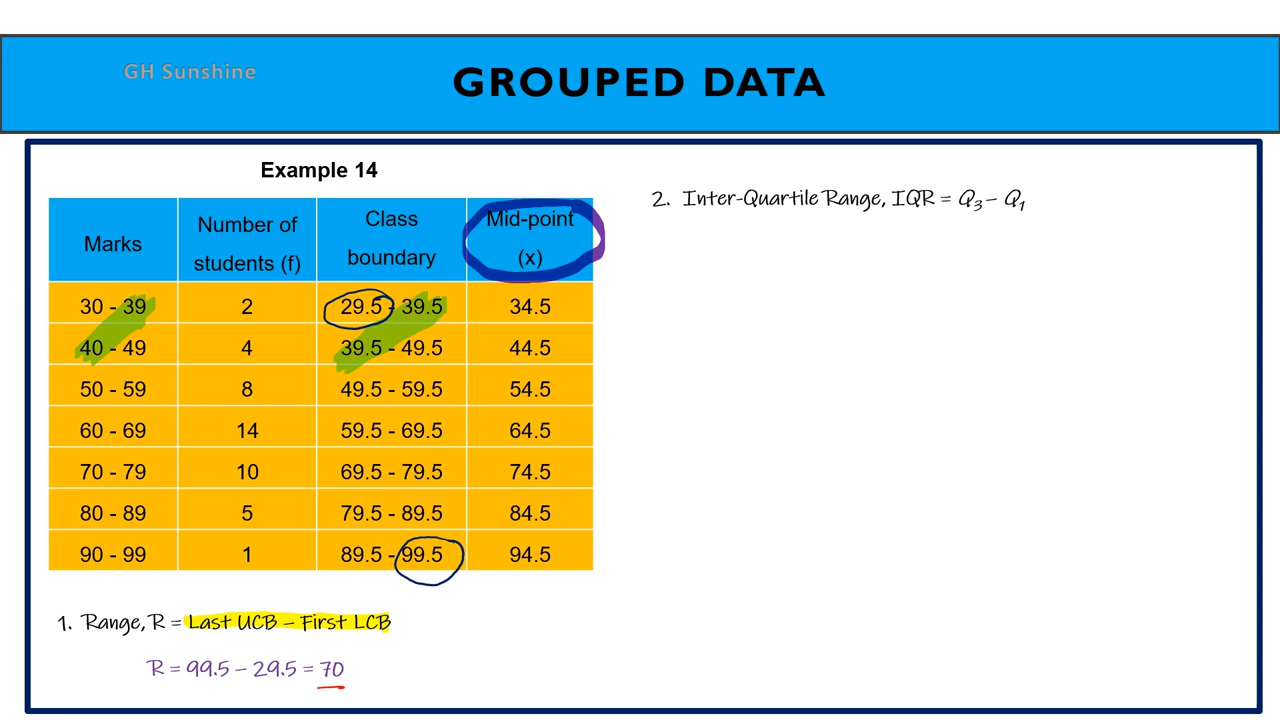 GH Sunshine
GROUPED DATA
Example 14
Marks Number of students (f) Class boundary Mid-point (x)
30 - 39 2 29.5 - 39.5 34.5
40 - 49 4 39.5 - 49.5 44.5
50 - 59 8 49.5 - 59.5 54.5
60 - 69 14 59.5 - 69.5 64.5
70 - 79 10 69.5 - 79.5 74.5
80 - 89 5 79.5 - 89.5 84.5
90 - 99 1 89.5 - 99.5 94.5
1. Range, R = Last UCB – First LCB
R = 99.5 – 29.5 = 70
2. Inter-Quartile Range, IQR = Q₃ – Q₁